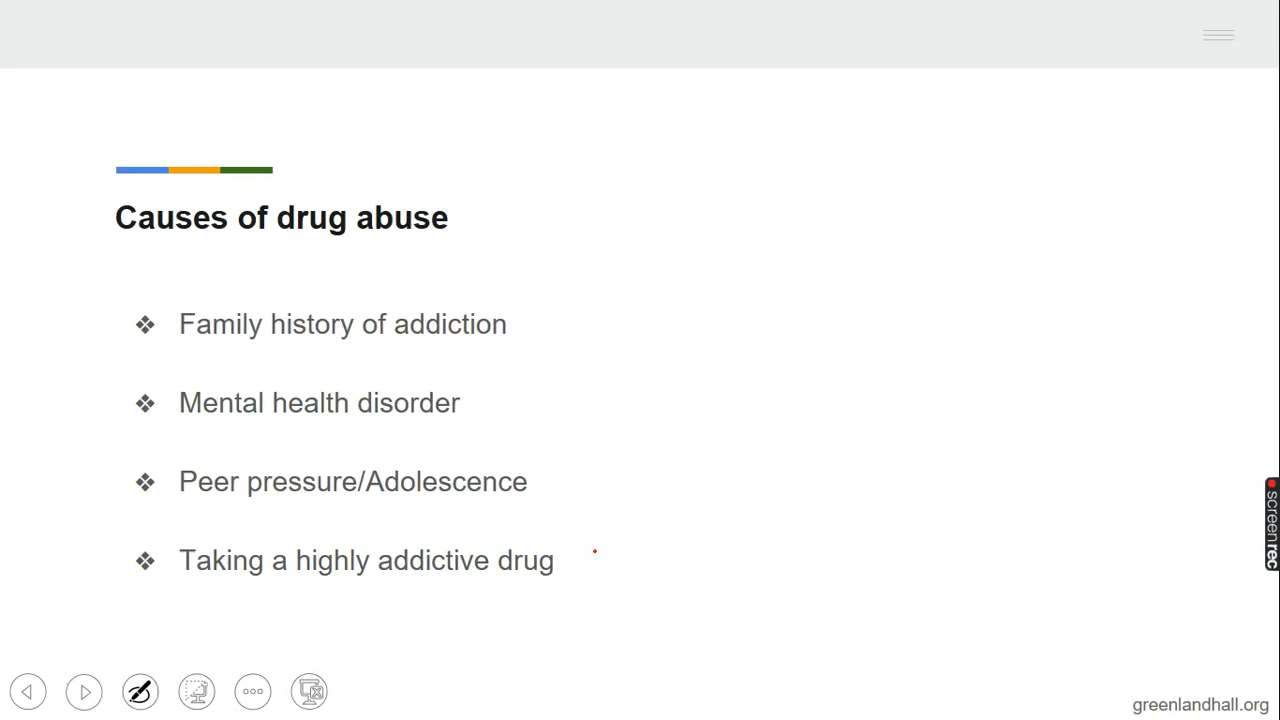 Causes of drug abuse
❖ Family history of addiction
❖ Mental health disorder
❖ Peer pressure/Adolescence
❖ Taking a highly addictive drug
screenrec
greenlandhall.org